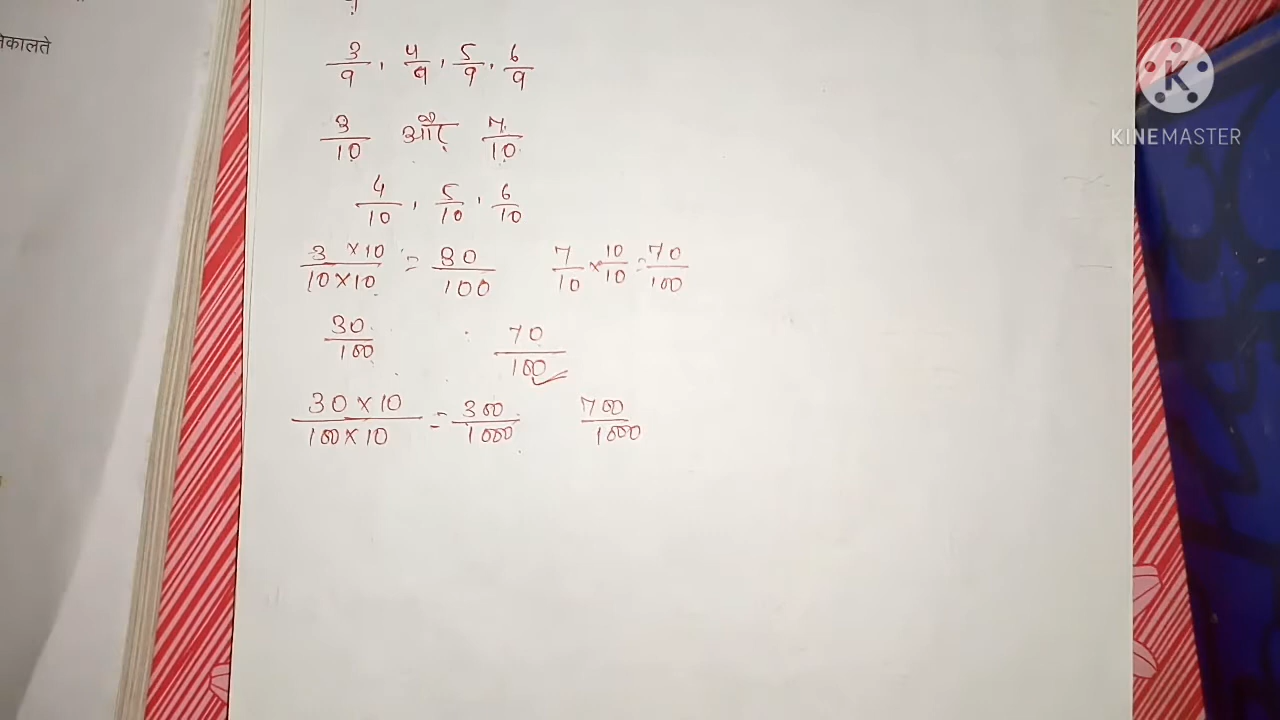 निकालते
3/9, 4/9, 5/9, 6/9
3/10 और 7/10
4/10, 5/10, 6/10
3×10/10×10 = 30/100 7/10 × 10/10 = 70/100
30/100 70/100
30×10/100×10 = 300/1000 700/1000
KINEMASTER